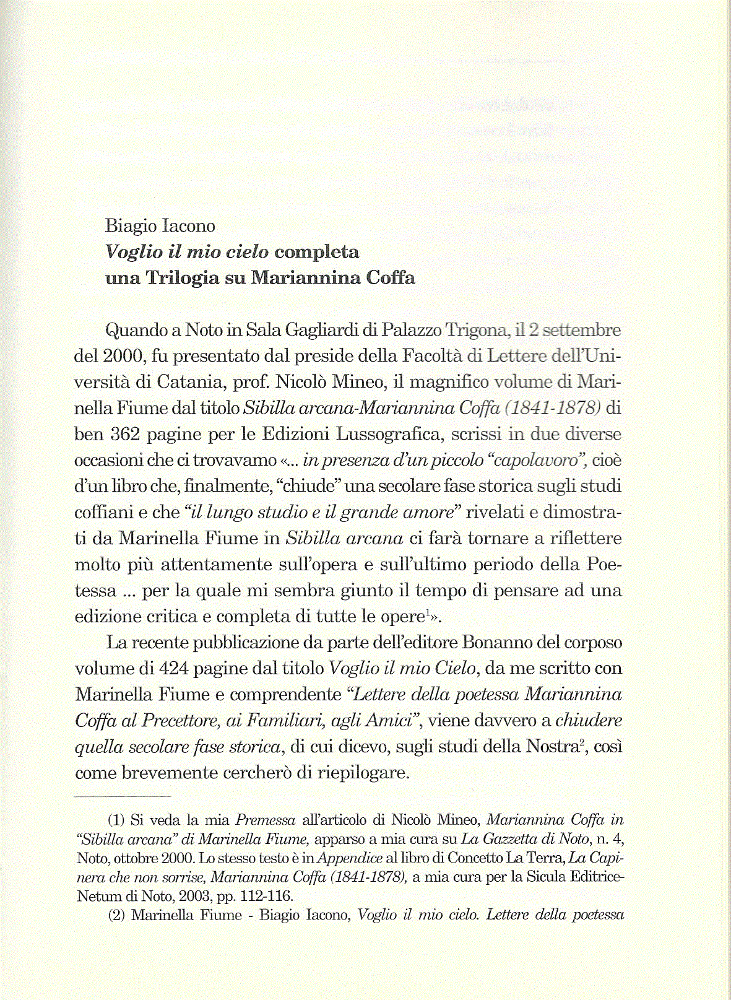 Biagio Iacono
Voglio il mio cielo completa
una Trilogia su Mariannina Coffa
Quando a Noto in Sala Gagliardi di Palazzo Trigona, il 2 settembre
del 2000, fu presentato dal preside della Facoltà di Lettere dell'Uni-
versità di Catania, prof. Nicolò Mineo, il magnifico volume di Mari-
nella Fiume dal titolo Sibilla arcana-Mariannina Coffa (1841-1878) di
ben 362 pagine per le Edizioni Lussografica, scrissi in due diverse
occasioni che ci trovavamo «... in presenza d'un piccolo "capolavoro", cioè
d'un libro che, finalmente, "chiude" una secolare fase storica sugli studi
coffiani e che "il lungo studio e il grande amore" rivelati e dimostra-
ti da Marinella Fiume in Sibilla arcana ci farà tornare a riflettere
molto più attentamente sull'opera e sull'ultimo periodo della Poe-
tessa ... per la quale mi sembra giunto il tempo di pensare ad una
edizione critica e completa di tutte le opere¹».
La recente pubblicazione da parte dell'editore Bonanno del corposo
volume di 424 pagine dal titolo Voglio il mio Cielo, da me scritto con
Marinella Fiume e comprendente "Lettere della poetessa Mariannina
Coffa al Precettore, ai Familiari, agli Amici", viene davvero a chiudere
quella secolare fase storica, di cui dicevo, sugli studi della Nostra², così
come brevemente cercherò di riepilogare.
(1) Si veda la mia Premessa all'articolo di Nicolò Mineo, Mariannina Coffa in
"Sibilla arcana" di Marinella Fiume, apparso a mia cura su La Gazzetta di Noto, n. 4,
Noto, ottobre 2000. Lo stesso testo è in Appendice al libro di Concetto La Terra, La Capi-
nera che non sorrise, Mariannina Coffa (1841-1878), a mia cura per la Sicula Editrice-
Netum di Noto, 2003, pp. 112-116.
(2) Marinella Fiume - Biagio Iacono, Voglio il mio cielo. Lettere della poetessa